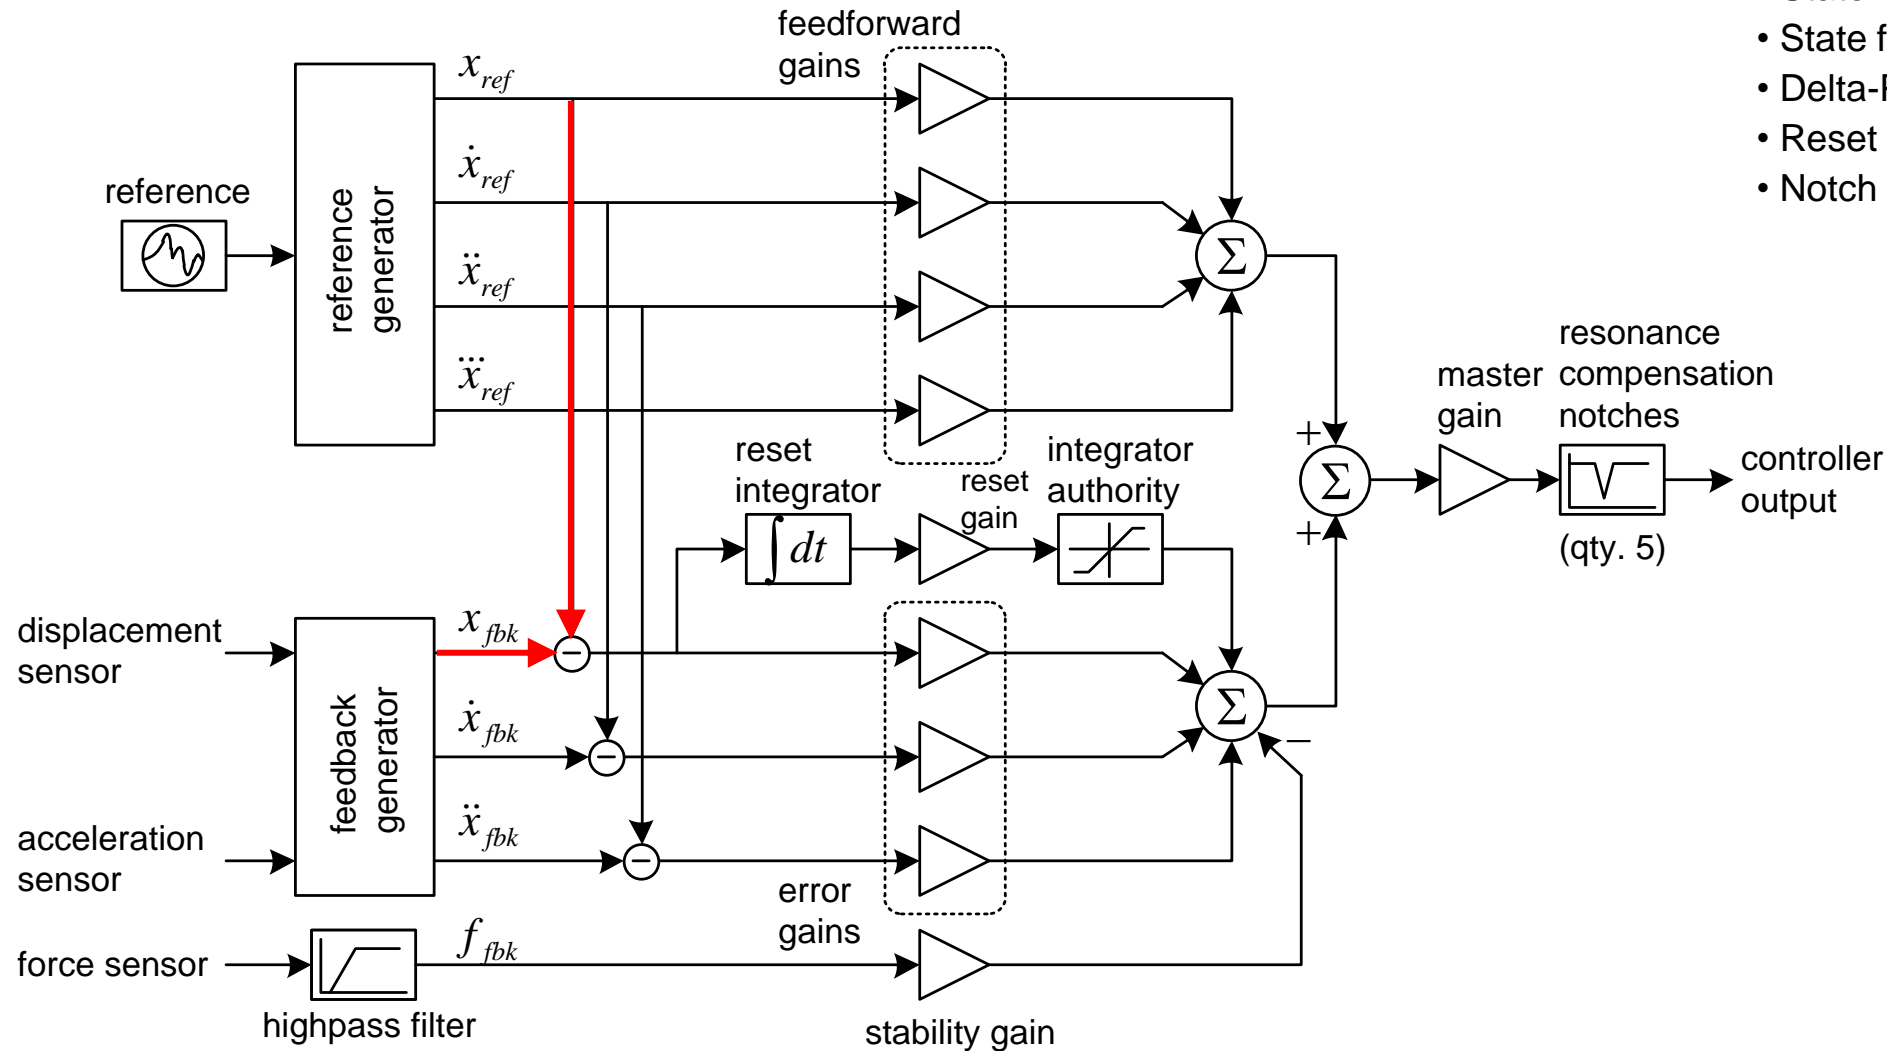 feedforward
gains
• State f
• Delta-
• Reset
• Notch
x_ref
ẋ_ref
ẍ_ref
x⃛_ref
reference
reference
generator
resonance
compensation
notches
master
gain
(qty. 5)
controller
output
reset
integrator
∫dt
reset
gain
integrator
authority
Σ
Σ
Σ
+
+
−
displacement
sensor
acceleration
sensor
feedback
generator
x_fbk
ẋ_fbk
ẍ_fbk
−
−
−
error
gains
force sensor
f_fbk
highpass filter
stability gain